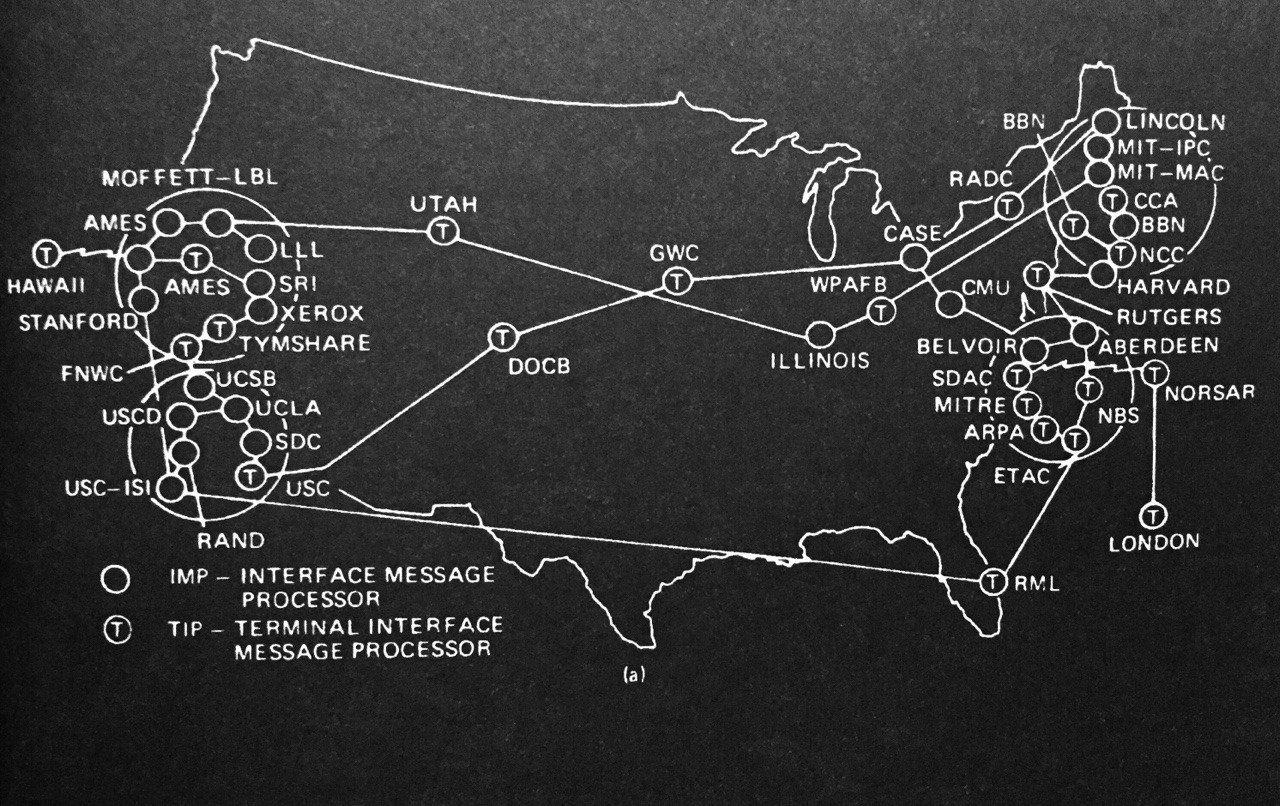 BBN
LINCOLN
MIT-IPC
MIT-MAC
MOFFETT-LBL
RADC
CCA
UTAH
AMES
BBN
CASE
GWC
LLL
NCC
HAWAII
AMES
SRI
WPAFB
CMU
HARVARD
XEROX
STANFORD
RUTGERS
TYMSHARE
BELVOIR
ABERDEEN
ILLINOIS
DOCB
FNWC
UCSB
SDAC
NORSAR
USCD
UCLA
MITRE
NBS
ARPA
SDC
ETAC
USC-ISI
USC
RAND
LONDON
IMP - INTERFACE MESSAGE
PROCESSOR
RML
T TIP - TERMINAL INTERFACE
MESSAGE PROCESSOR
(a)